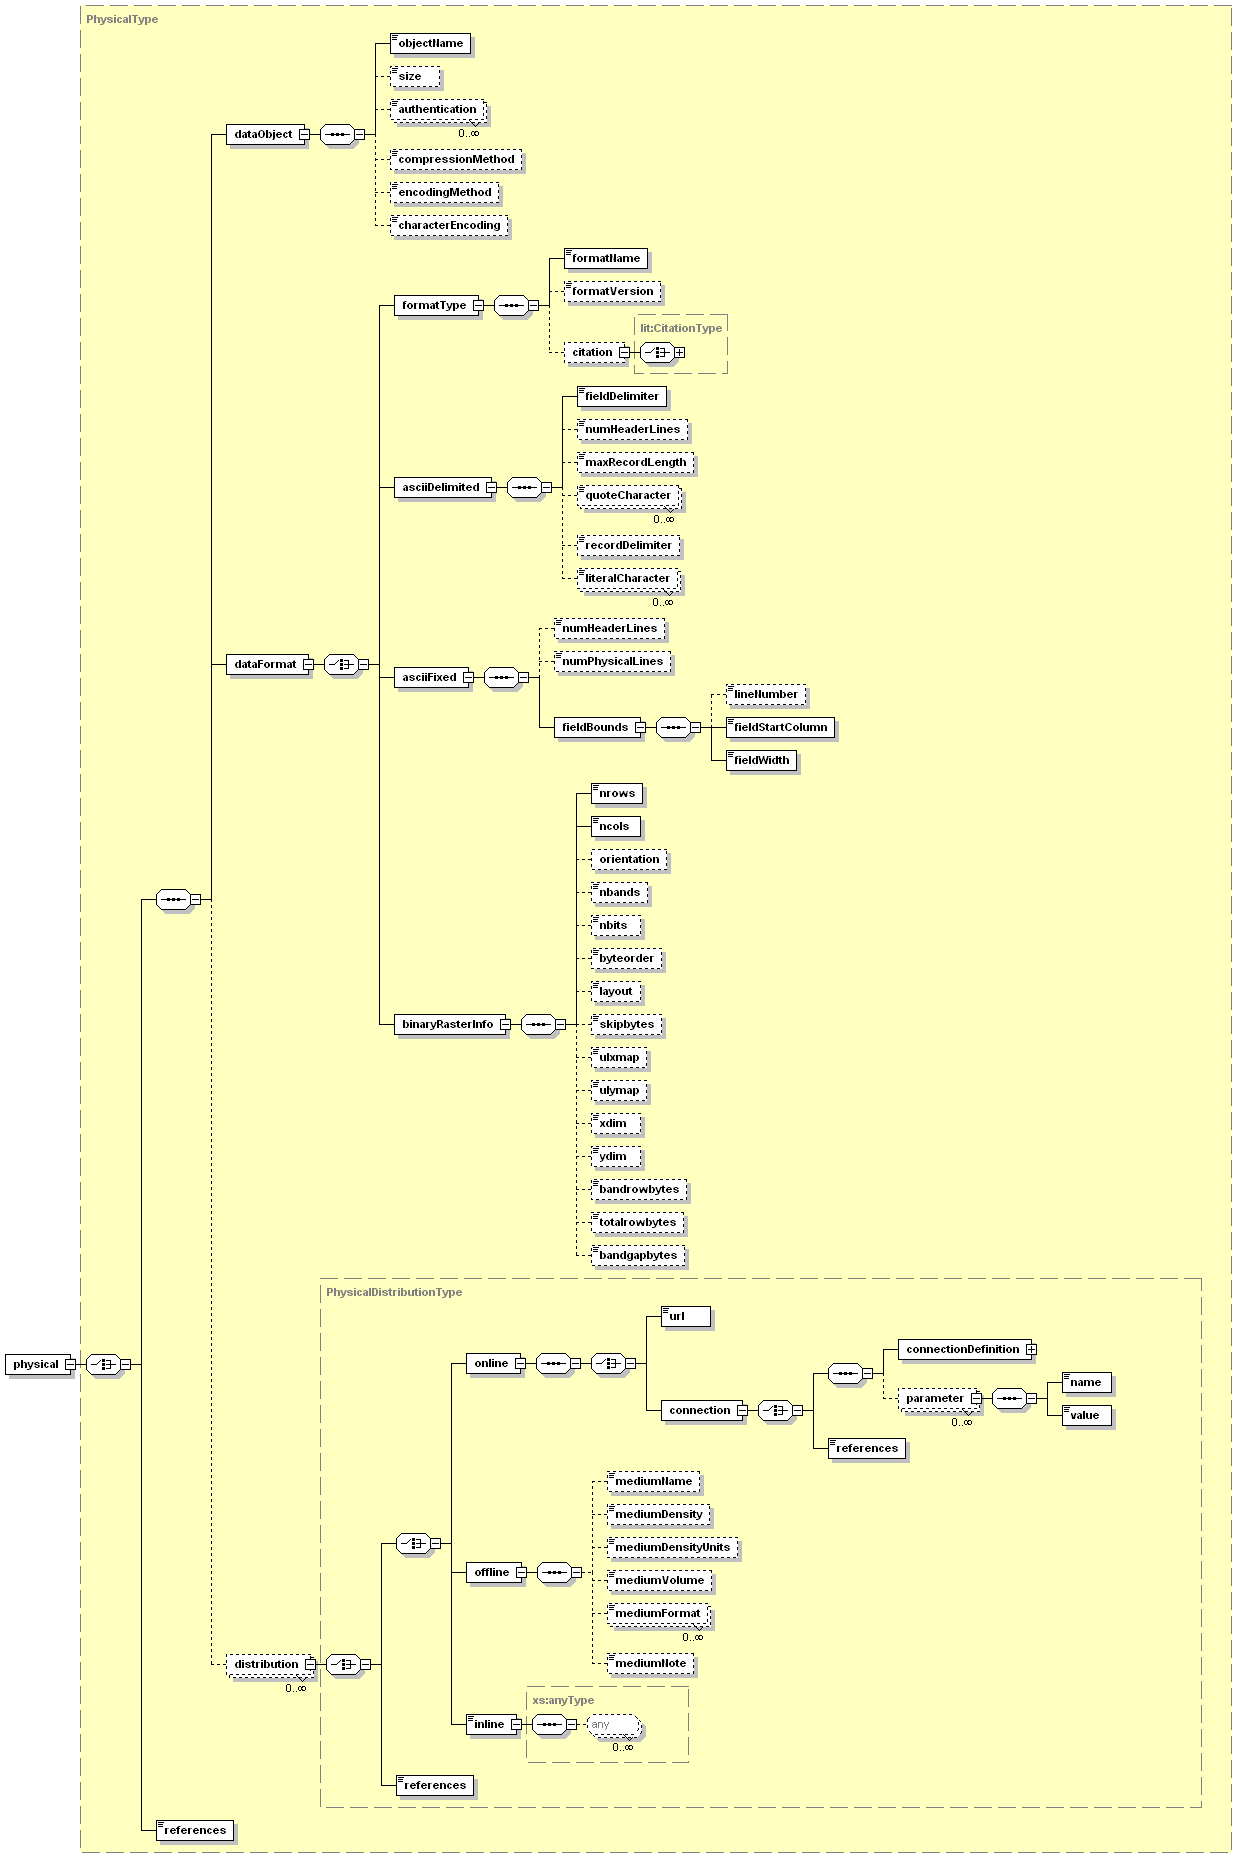 PhysicalType
objectName
size
authentication
0..∞
dataObject
compressionMethod
encodingMethod
characterEncoding
formatName
formatVersion
formatType
lit:CitationType
citation
fieldDelimiter
numHeaderLines
maxRecordLength
asciiDelimited
quoteCharacter
0..∞
recordDelimiter
literalCharacter
0..∞
numHeaderLines
numPhysicalLines
dataFormat
asciiFixed
lineNumber
fieldBounds
fieldStartColumn
fieldWidth
nrows
ncols
orientation
nbands
nbits
byteorder
layout
binaryRasterInfo
skipbytes
ulxmap
ulymap
xdim
ydim
bandrowbytes
totalrowbytes
bandgapbytes
PhysicalDistributionType
url
physical
online
connectionDefinition
name
parameter
0..∞
value
connection
references
mediumName
mediumDensity
mediumDensityUnits
offline
mediumVolume
mediumFormat
0..∞
mediumNote
distribution
0..∞
xs:anyType
inline
any
0..∞
references
references